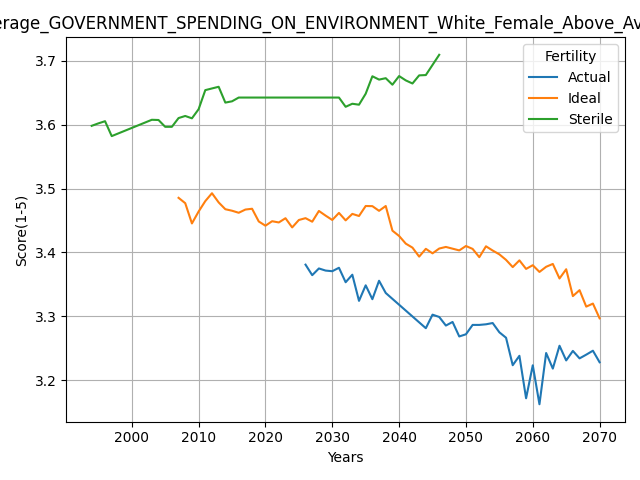 erage_GOVERNMENT_SPENDING_ON_ENVIRONMENT_White_Female_Above_Av
Fertility
Actual
Ideal
Sterile
Score(1-5)
3.7
3.6
3.5
3.4
3.3
3.2
2000 2010 2020 2030 2040 2050 2060 2070
Years